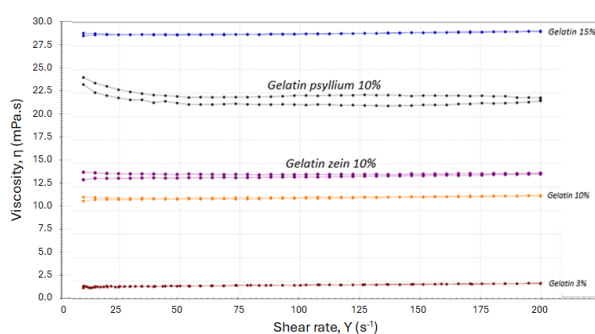 30.0
27.5
25.0
22.5
20.0
17.5
15.0
12.5
10.0
7.5
5.0
2.5
0.0
Viscosity, η (mPa.s)
Gelatin 15%
Gelatin psyllium 10%
Gelatin zein 10%
Gelatin 10%
Gelatin 3%
0 25 50 75 100 125 150 175 200
Shear rate, Y (s⁻¹)